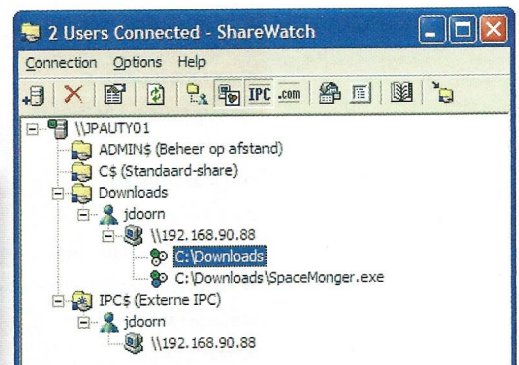 2 Users Connected - ShareWatch
Connection Options Help
IPC .com
\\JPAUTY01
ADMIN$ (Beheer op afstand)
C$ (Standaard-share)
Downloads
jdoorn
\\192.168.90.88
C:\Downloads
C:\Downloads\SpaceMonger.exe
IPC$ (Externe IPC)
jdoorn
\\192.168.90.88